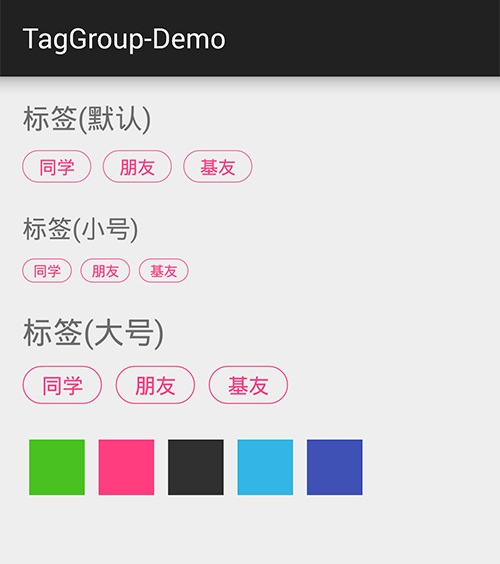 TagGroup-Demo
标签(默认)
同学 朋友 基友
标签(小号)
同学 朋友 基友
标签(大号)
同学 朋友 基友